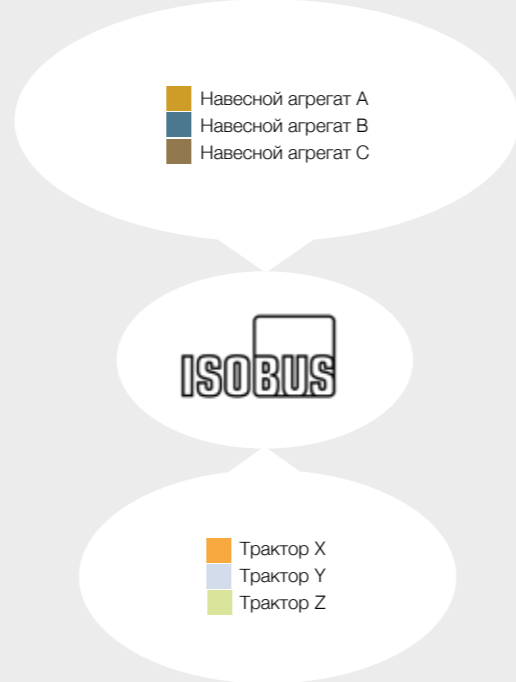 Навесной агрегат A
Навесной агрегат B
Навесной агрегат C
ISOBUS
Трактор X
Трактор Y
Трактор Z